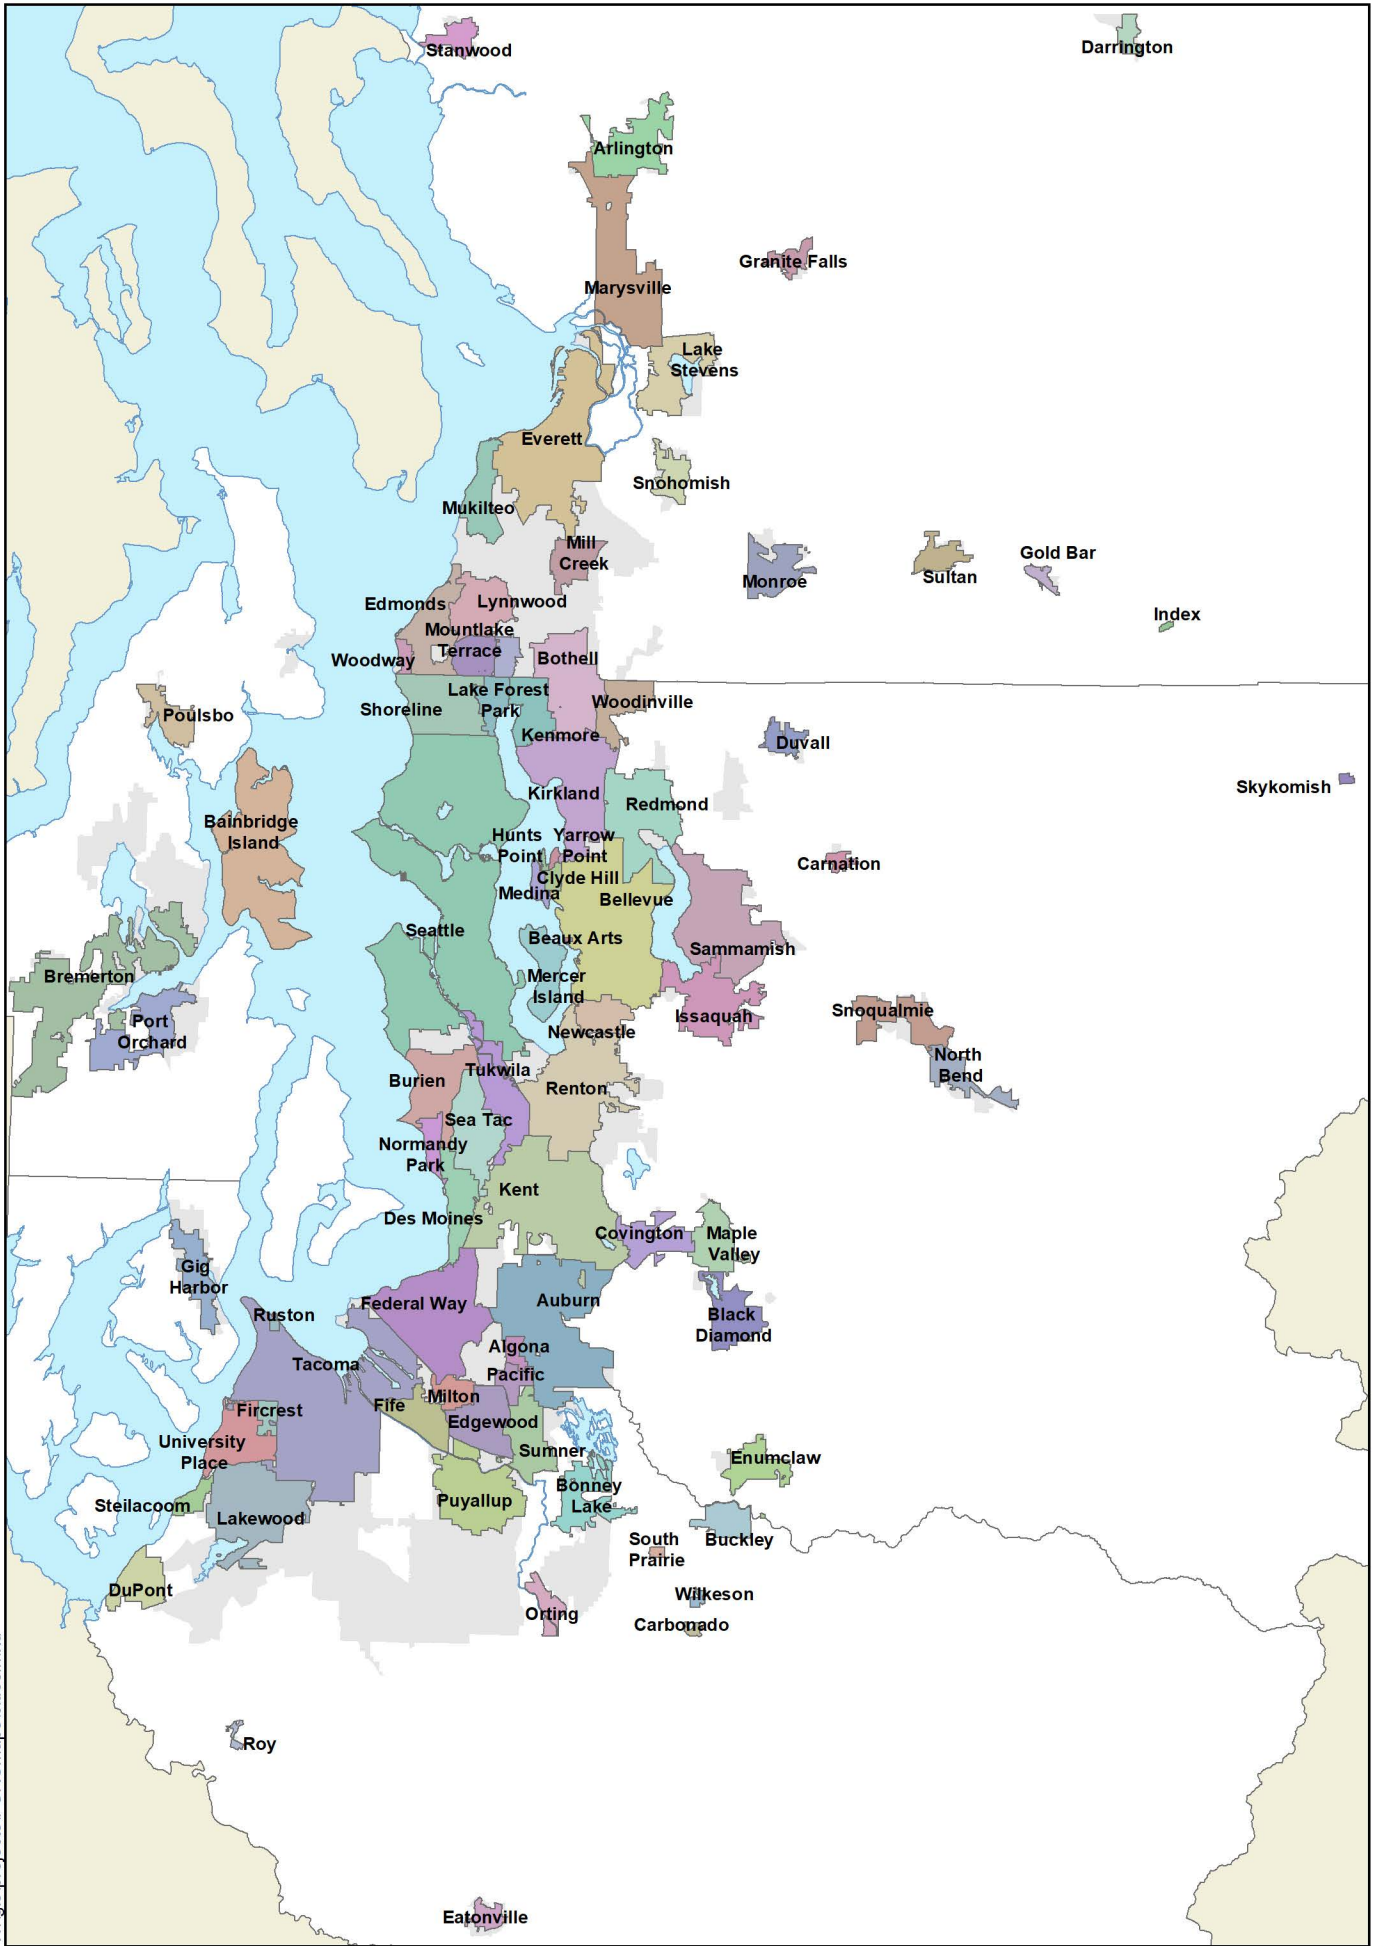 Stanwood
Darrington
Arlington
Granite Falls
Marysville
Lake
Stevens
Everett
Snohomish
Mukilteo
Mill
Creek
Monroe
Sultan
Gold Bar
Index
Edmonds
Lynnwood
Mountlake
Terrace
Woodway
Bothell
Lake Forest
Park
Shoreline
Woodinville
Poulsbo
Kenmore
Duvall
Skykomish
Kirkland
Redmond
Bainbridge
Island
Hunts
Point
Yarrow
Point
Carnation
Clyde Hill
Medina
Bellevue
Seattle
Beaux Arts
Sammamish
Bremerton
Mercer
Island
Port
Orchard
Issaquah
Snoqualmie
Newcastle
North
Bend
Tukwila
Burien
Renton
Sea Tac
Normandy
Park
Kent
Des Moines
Covington
Maple
Valley
Gig
Harbor
Federal Way
Auburn
Ruston
Black
Diamond
Algona
Tacoma
Pacific
Milton
Fife
Fircrest
Edgewood
University
Place
Sumner
Enumclaw
Bonney
Lake
Puyallup
Steilacoom
Lakewood
Buckley
South
Prairie
DuPont
Wilkeson
Orting
Carbonado
Roy
Eatonville